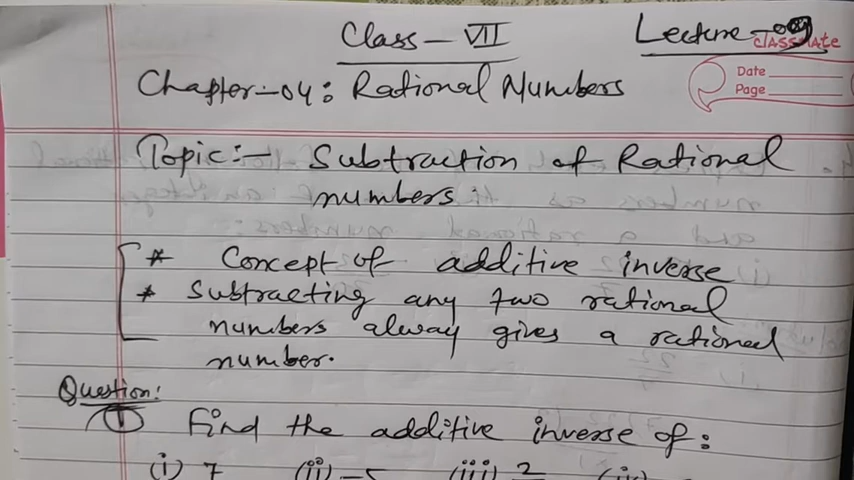 Class-VII
Lecture-
classmate
Chapter-04: Rational Numbers
Date
Page
Topic:- Subtraction of Rational
numbers
* Concept of additive inverse
* Subtracting any two rational
numbers alway gives a rational
number.
Question:
① Find the additive inverse of:
(i) 7 (ii) -5 (iii) 2 (iv)